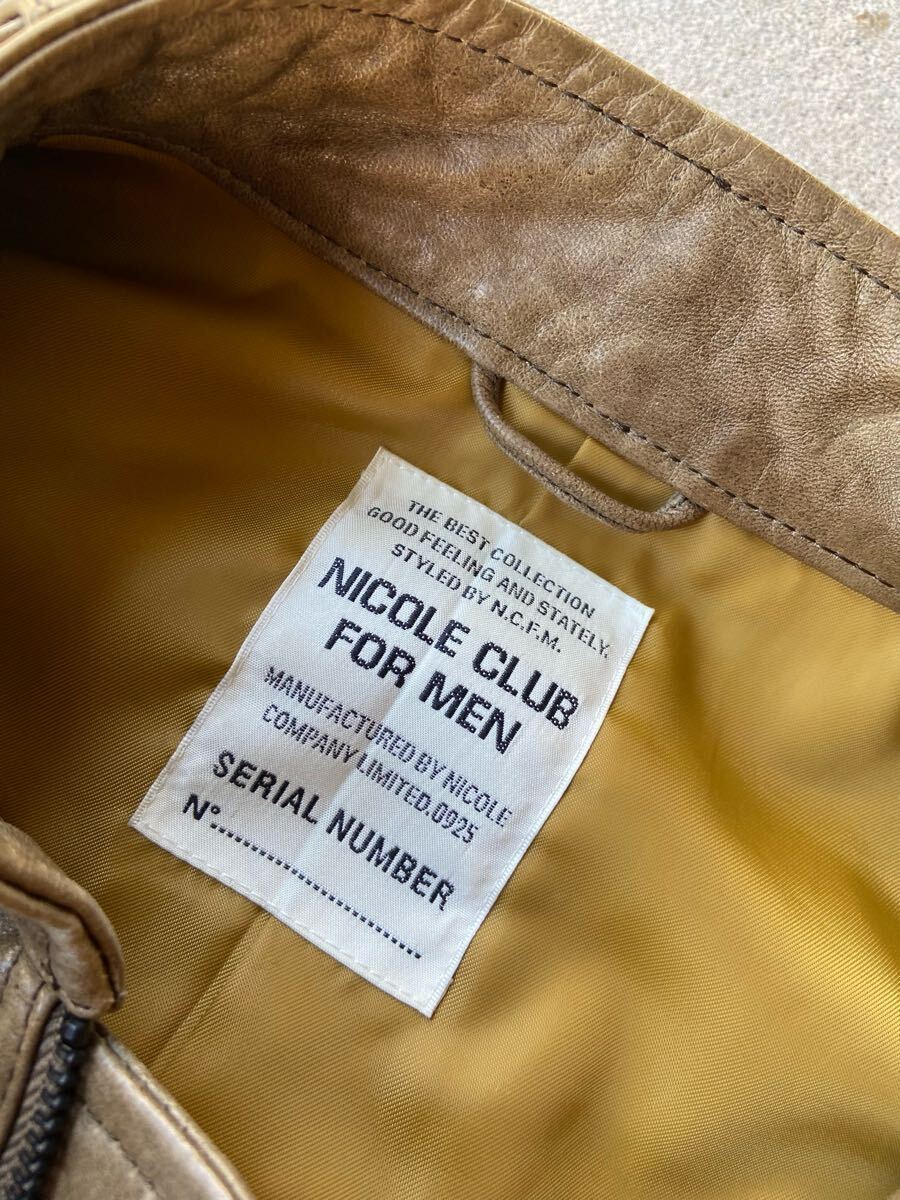 THE BEST COLLECTION
GOOD FEELING AND STATELY.
STYLED BY N.C.F.M.
NICOLE CLUB
FOR MEN
MANUFACTURED BY NICOLE
COMPANY LIMITED.0925
SERIAL NUMBER
N°..............................